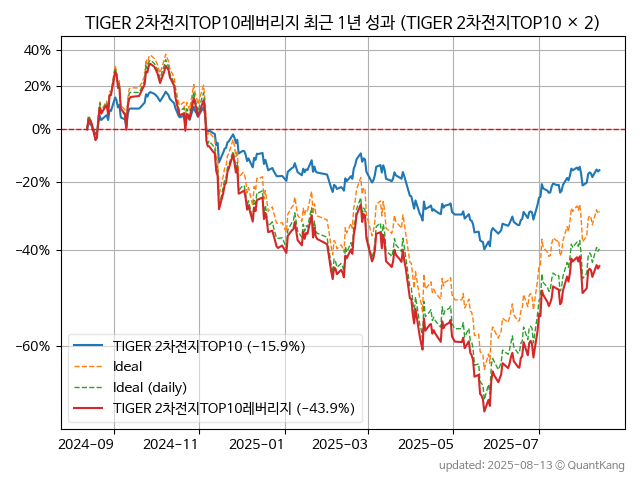 TIGER 2차전지TOP10레버리지 최근 1년 성과 (TIGER 2차전지TOP10 × 2)
40%
20%
0%
−20%
−40%
−60%
TIGER 2차전지TOP10 (−15.9%)
Ideal
Ideal (daily)
TIGER 2차전지TOP10레버리지 (−43.9%)
2024-09
2024-11
2025-01
2025-03
2025-05
2025-07
updated: 2025-08-13 © QuantKang